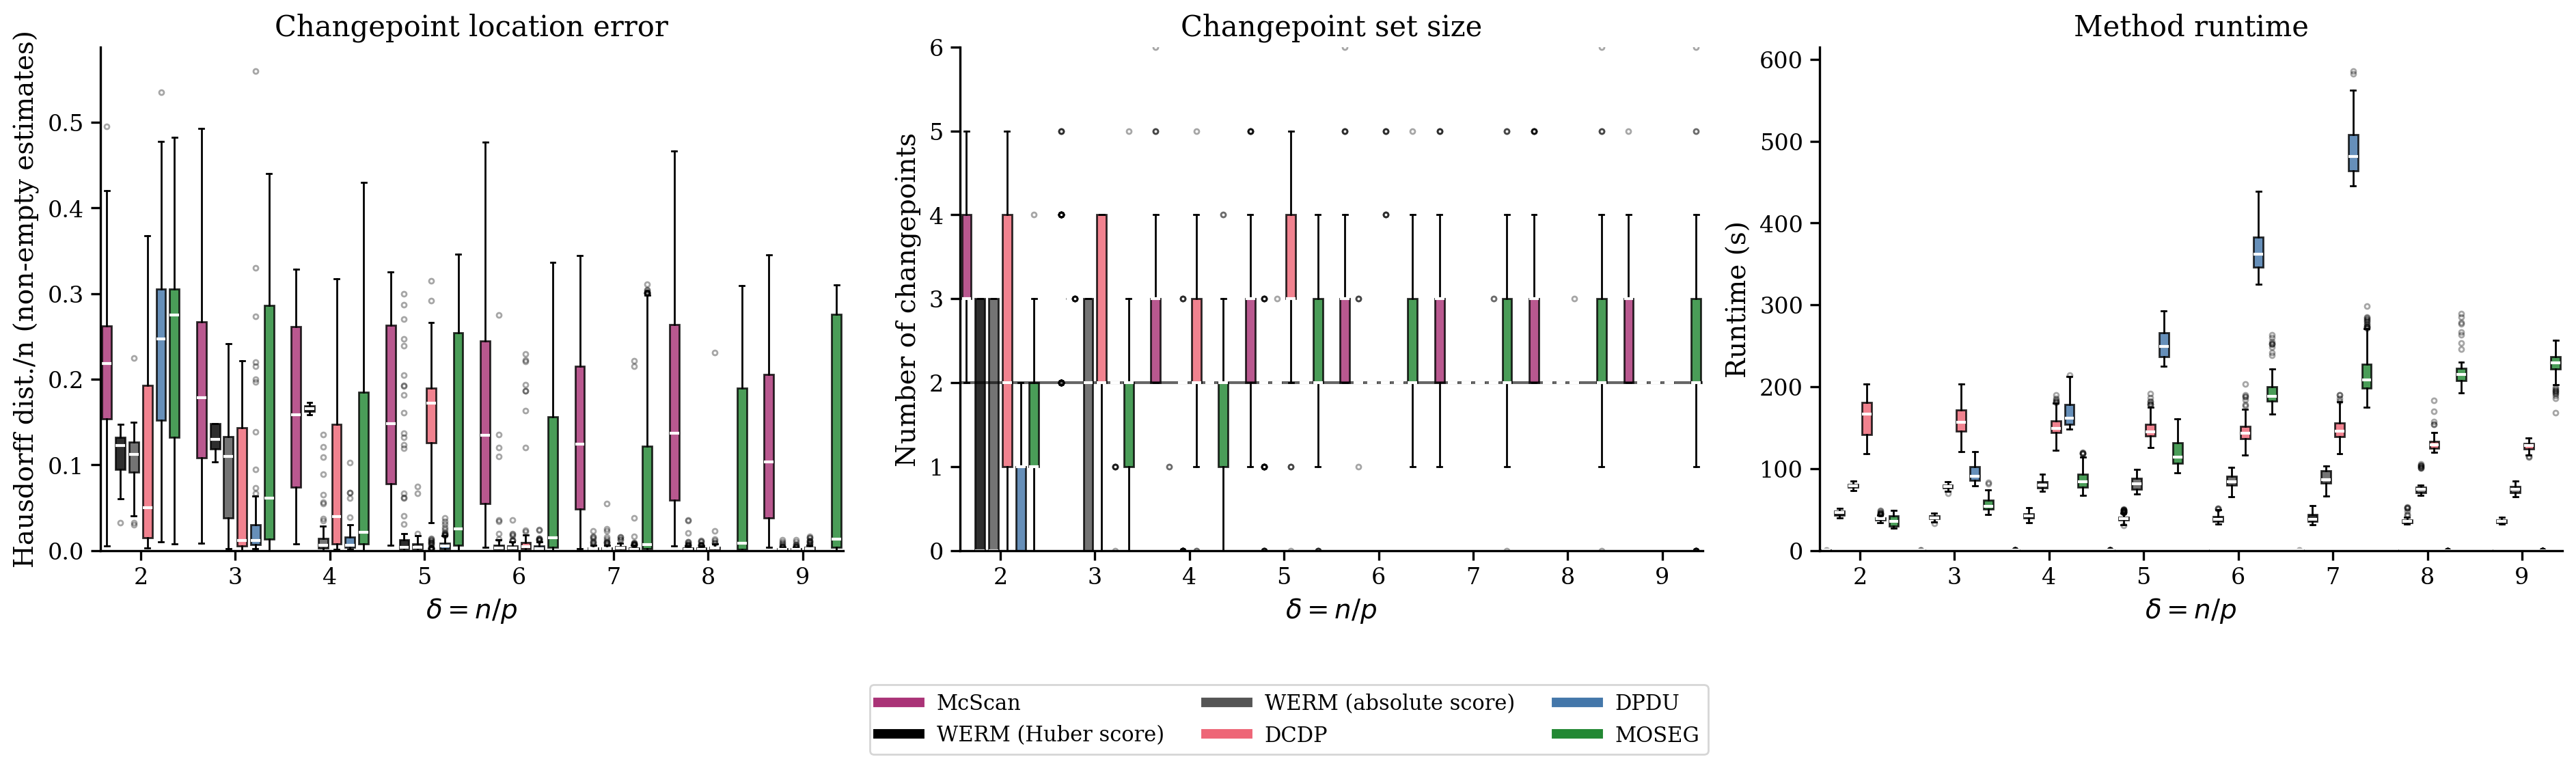 Changepoint location error
Hausdorff dist./n (non-empty estimates)
0.5
0.4
0.3
0.2
0.1
0.0
2 3 4 5 6 7 8 9
δ = n/p
Changepoint set size
Number of changepoints
6
5
4
3
2
1
0
2 3 4 5 6 7 8 9
δ = n/p
Method runtime
Runtime (s)
600
500
400
300
200
100
0
2 3 4 5 6 7 8 9
δ = n/p
McScan
WERM (Huber score)
WERM (absolute score)
DCDP
DPDU
MOSEG